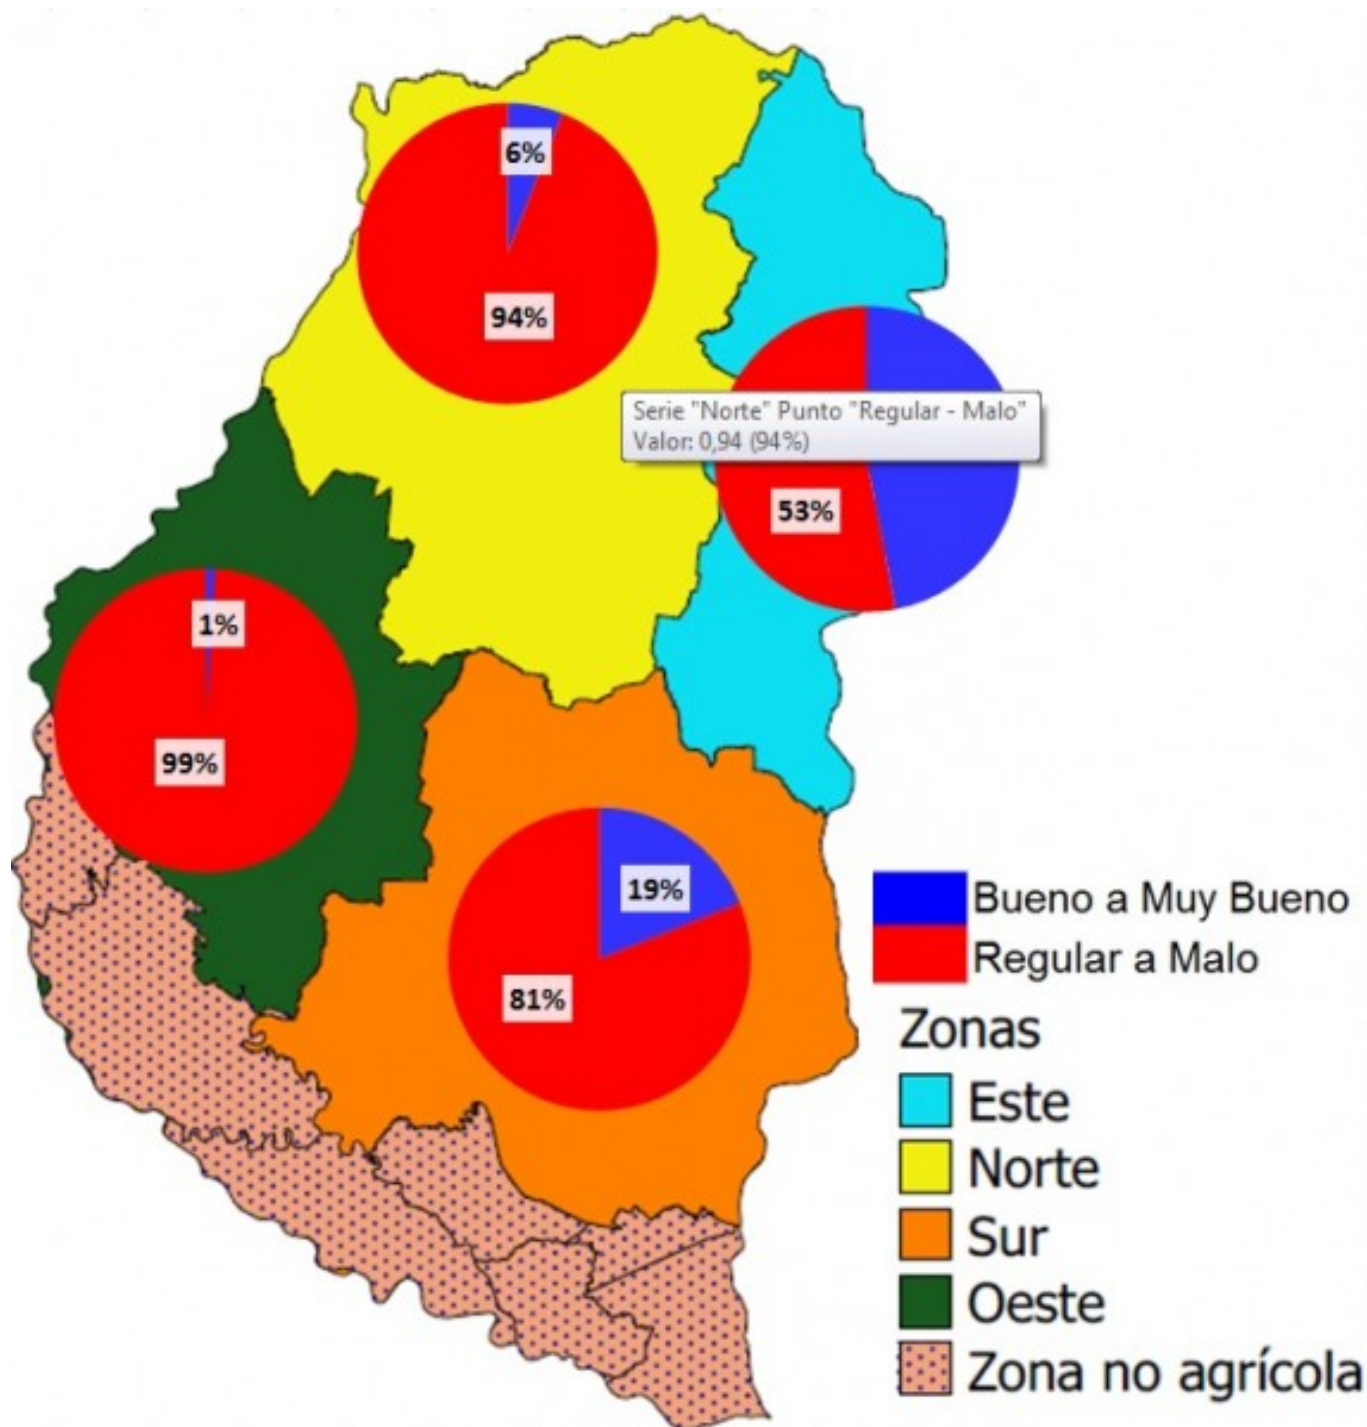 6%
94%
Serie "Norte" Punto "Regular - Malo"
Valor: 0,94 (94%)
53%
1%
99%
19%
81%
Bueno a Muy Bueno
Regular a Malo
Zonas
Este
Norte
Sur
Oeste
Zona no agrícola